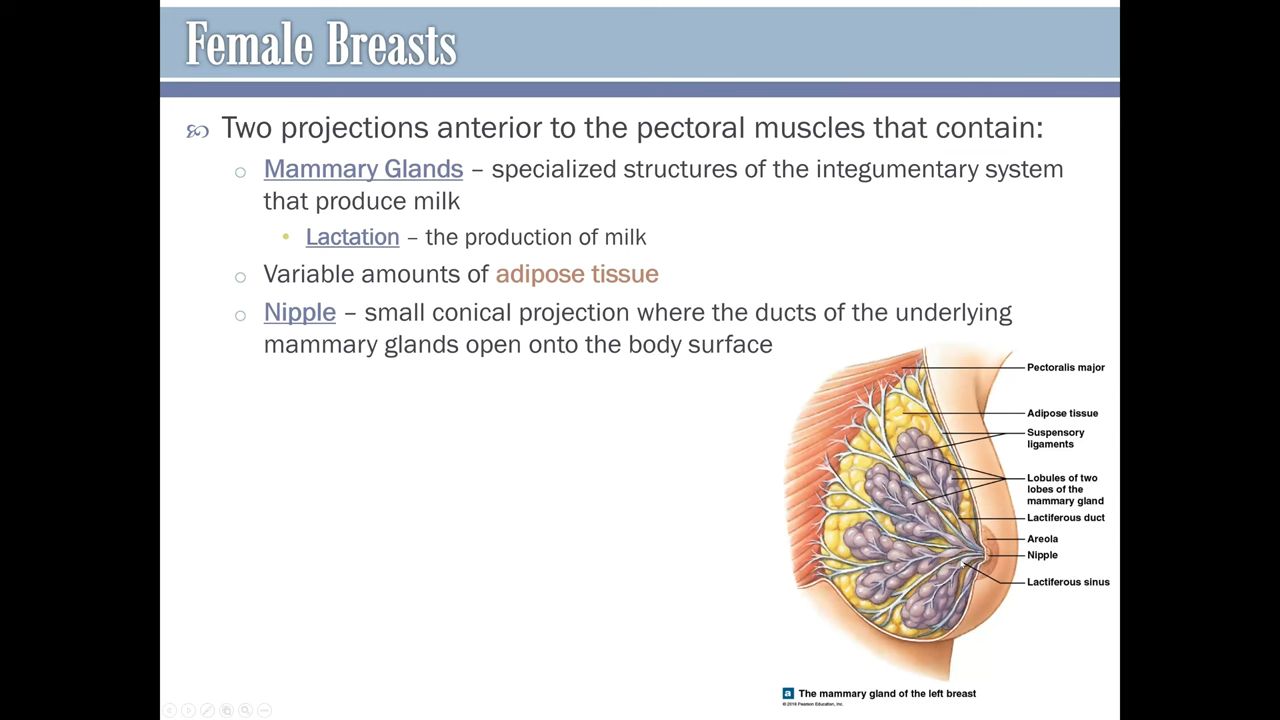 Female Breasts
Two projections anterior to the pectoral muscles that contain:
Mammary Glands – specialized structures of the integumentary system
that produce milk
Lactation – the production of milk
Variable amounts of adipose tissue
Nipple – small conical projection where the ducts of the underlying
mammary glands open onto the body surface
Pectoralis major
Adipose tissue
Suspensory
ligaments
Lobules of two
lobes of the
mammary gland
Lactiferous duct
Areola
Nipple
Lactiferous sinus
a The mammary gland of the left breast
© 2018 Pearson Education, Inc.